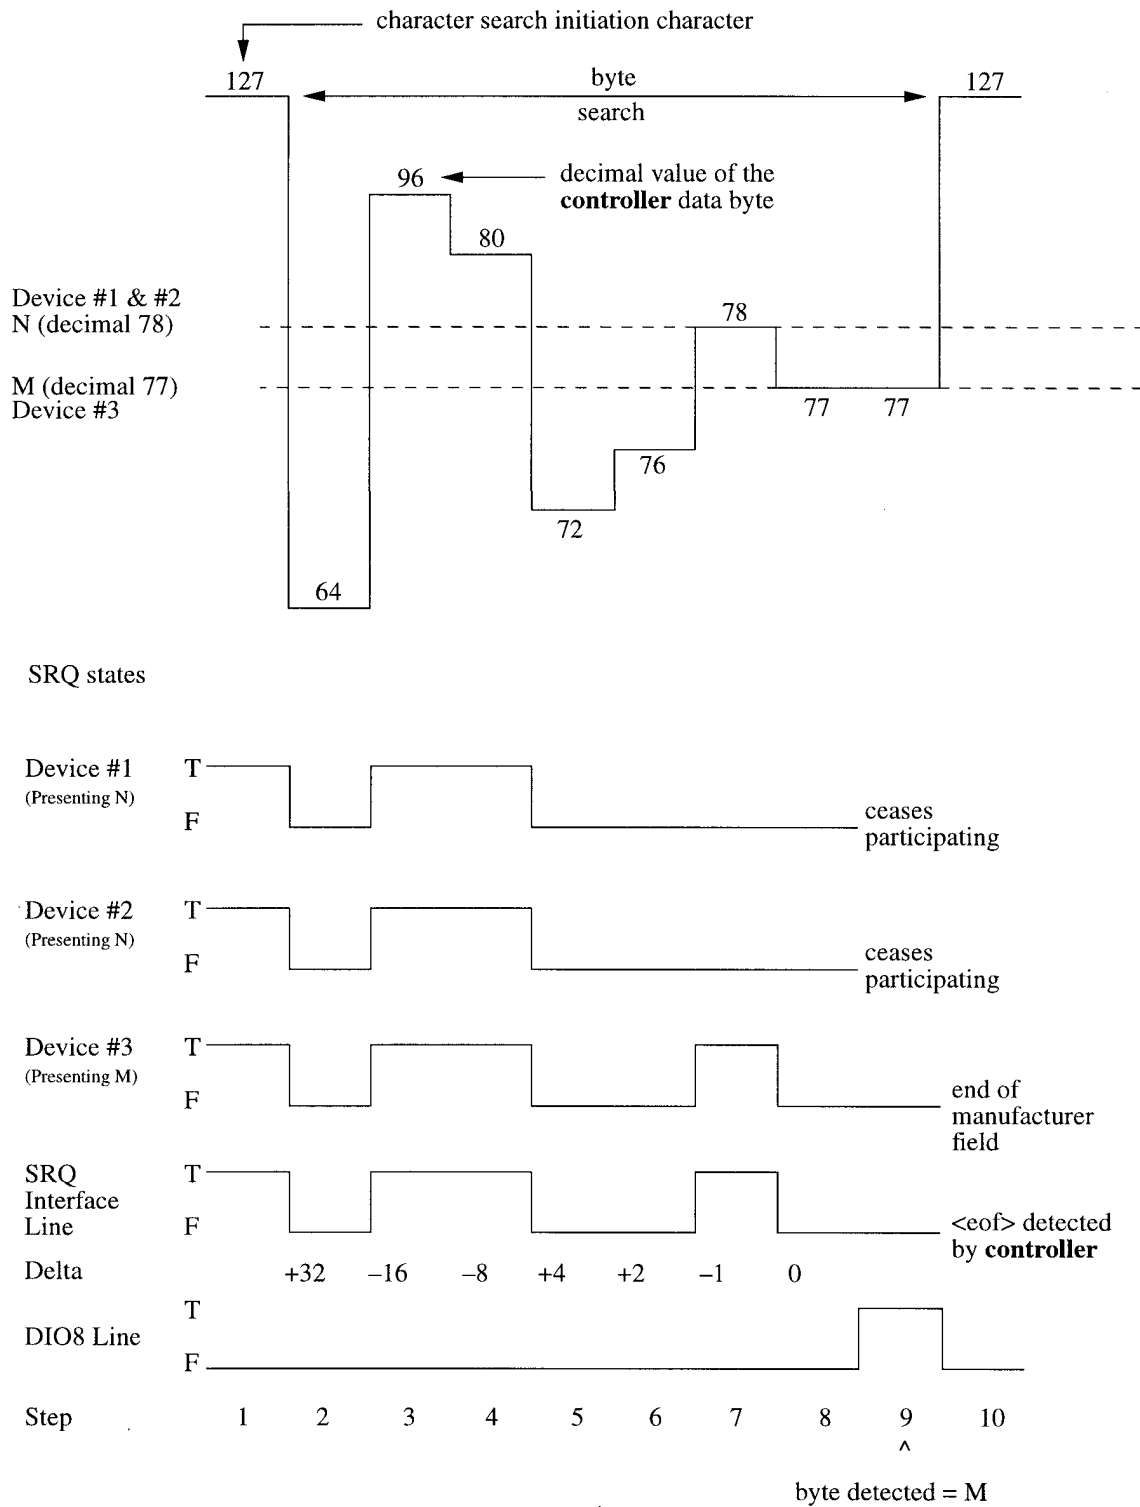 character search initiation character
127
byte
127
search
96
decimal value of the
controller data byte
80
Device #1 & #2
N (decimal 78)
78
M (decimal 77)
Device #3
77
77
76
72
64
SRQ states
Device #1
(Presenting N)
T
F
ceases
participating
Device #2
(Presenting N)
T
F
ceases
participating
Device #3
(Presenting M)
T
F
end of
manufacturer
field
SRQ
Interface
Line
T
F
<eof> detected
by controller
Delta
+32
–16
–8
+4
+2
–1
0
T
DIO8 Line
F
Step
1
2
3
4
5
6
7
8
9
10
^
byte detected = M